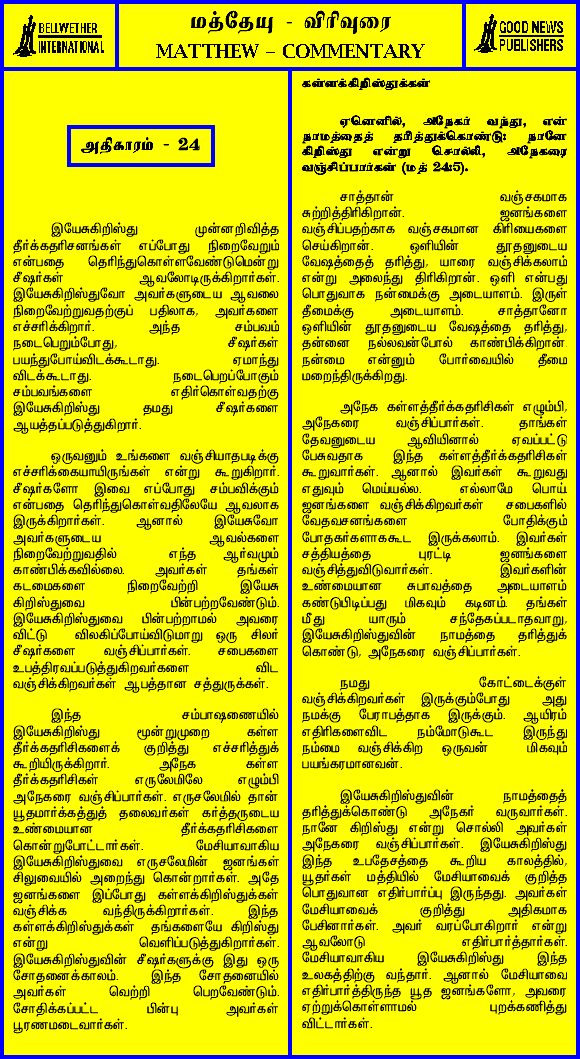 BELLWETHER
INTERNATIONAL
மத்தேயு - விரிவுரை
MATTHEW – COMMENTARY
GOOD NEWS
PUBLISHERS
அதிகாரம் - 24
இயேசுகிறிஸ்து முன்னறிவித்த
தீர்க்கதரிசனங்கள் எப்போது நிறைவேறும்
என்பதை தெரிந்துகொள்ளவேண்டுமென்று
சீஷர்கள் ஆவலோடிருக்கிறார்கள்.
இயேசுகிறிஸ்துவோ அவர்களுடைய ஆவலை
நிறைவேற்றுவதற்குப் பதிலாக, அவர்களை
எச்சரிக்கிறார். அந்த சம்பவம்
நடைபெறும்போது, சீஷர்கள்
பயந்துபோய்விடக்கூடாது. ஏமாந்து
விடக்கூடாது. நடைபெறப்போகும்
சம்பவங்களை எதிர்கொள்வதற்கு
இயேசுகிறிஸ்து தமது சீஷர்களை
ஆயத்தப்படுத்துகிறார்.
ஒருவனும் உங்களை வஞ்சியாதபடிக்கு
எச்சரிக்கையாயிருங்கள் என்று கூறுகிறார்.
சீஷர்களோ இவை எப்போது சம்பவிக்கும்
என்பதை தெரிந்துகொள்வதிலேயே ஆவலாக
இருக்கிறார்கள். ஆனால் இயேசுவோ
அவர்களுடைய ஆவல்களை
நிறைவேற்றுவதில் எந்த ஆர்வமும்
காண்பிக்கவில்லை. அவர்கள் தங்கள்
கடமைகளை நிறைவேற்றி இயேசு
கிறிஸ்துவை பின்பற்றவேண்டும்.
இயேசுகிறிஸ்துவை பின்பற்றாமல் அவரை
விட்டு விலகிப்போய்விடுமாறு ஒரு சிலர்
சீஷர்களை வஞ்சிப்பார்கள். சபைகளை
உபத்திரவப்படுத்துகிறவர்களை விட
வஞ்சிக்கிறவர்கள் ஆபத்தான சத்துருக்கள்.
இந்த சம்பாஷணையில்
இயேசுகிறிஸ்து மூன்றுமுறை கள்ள
தீர்க்கதரிசிகளைக் குறித்து எச்சரித்துக்
கூறியிருக்கிறார். அநேக கள்ள
தீர்க்கதரிசிகள் எருலேமிலே எழும்பி
அநேகரை வஞ்சிப்பார்கள். எருசலேமில் தான்
யூதமார்க்கத்துத் தலைவர்கள் கர்த்தருடைய
உண்மையான தீர்க்கதரிசிகளை
கொன்றுபோட்டார்கள். மேசியாவாகிய
இயேசுகிறிஸ்துவை எருசலேமின் ஜனங்கள்
சிலுவையில் அறைந்து கொன்றார்கள். அதே
ஜனங்களை இப்போது கள்ளக்கிறிஸ்துக்கள்
வஞ்சிக்க வந்திருக்கிறார்கள். இந்த
கள்ளக்கிறிஸ்துக்கள் தங்களையே கிறிஸ்து
என்று வெளிப்படுத்துகிறார்கள்.
இயேசுகிறிஸ்துவின் சீஷர்களுக்கு இது ஒரு
சோதனைக்காலம். இந்த சோதனையில்
அவர்கள் வெற்றி பெறவேண்டும்.
சோதிக்கப்பட்ட பின்பு அவர்கள்
பூரணமடைவார்கள்.
கள்ளக்கிறிஸ்துக்கள்
ஏனெனில், அநேகர் வந்து, என்
நாமத்தைத் தரித்துக்கொண்டு: நானே
கிறிஸ்து என்று சொல்லி, அநேகரை
வஞ்சிப்பார்கள் (மத் 24:5).
சாத்தான் வஞ்சகமாக
சுற்றித்திரிகிறான். ஜனங்களை
வஞ்சிப்பதற்காக வஞ்சகமான கிரியைகளை
செய்கிறான். ஒளியின் தூதனுடைய
வேஷத்தைத் தரித்து, யாரை வஞ்சிக்கலாம்
என்று அலைந்து திரிகிறான். ஒளி என்பது
பொதுவாக நன்மைக்கு அடையாளம். இருள்
தீமைக்கு அடையாளம். சாத்தானோ
ஒளியின் தூதனுடைய வேஷத்தை தரித்து,
தன்னை நல்லவன்போல் காண்பிக்கிறான்.
நன்மை என்னும் போர்வையில் தீமை
மறைந்திருக்கிறது.
அநேக கள்ளத்தீர்க்கதரிசிகள் எழும்பி,
அநேகரை வஞ்சிப்பார்கள். தாங்கள்
தேவனுடைய ஆவியினால் ஏவப்பட்டு
பேசுவதாக இந்த கள்ளத்தீர்க்கதரிசிகள்
கூறுவார்கள். ஆனால் இவர்கள் கூறுவது
எதுவும் மெய்யல்ல. எல்லாமே பொய்
ஜனங்களை வஞ்சிக்கிறவர்கள் சபைகளில்
வேதவசனங்களை போதிக்கும்
போதகர்களாககூட இருக்கலாம். இவர்கள்
சத்தியத்தை புரட்டி ஜனங்களை
வஞ்சித்துவிடுவார்கள். இவர்களின்
உண்மையான சுபாவத்தை அடையாளம்
கண்டுபிடிப்பது மிகவும் கடினம். தங்கள்
மீது யாரும் சந்தேகப்படாதவாறு,
இயேசுகிறிஸ்துவின் நாமத்தை தரித்துக்
கொண்டு, அநேகரை வஞ்சிப்பார்கள்.
நமது கோட்டைக்குள்
வஞ்சிக்கிறவர்கள் இருக்கும்போது அது
நமக்கு பேராபத்தாக இருக்கும். ஆயிரம்
எதிரிகளைவிட நம்மோடுகூட இருந்து
நம்மை வஞ்சிக்கிற ஒருவன் மிகவும்
பயங்கரமானவன்.
இயேசுகிறிஸ்துவின் நாமத்தைத்
தரித்துக்கொண்டு அநேகர் வருவார்கள்.
நானே கிறிஸ்து என்று சொல்லி அவர்கள்
அநேகரை வஞ்சிப்பார்கள். இயேசுகிறிஸ்து
இந்த உபதேசத்தை கூறிய காலத்தில்,
யூதர்கள் மத்தியில் மேசியாவைக் குறித்த
பொதுவான எதிர்பார்ப்பு இருந்தது. அவர்கள்
மேசியாவைக் குறித்து அதிகமாக
பேசினார்கள். அவர் வரப்போகிறார் என்று
ஆவலோடு எதிர்பார்த்தார்கள்.
மேசியாவாகிய இயேசுகிறிஸ்து இந்த
உலகத்திற்கு வந்தார். ஆனால் மேசியாவை
எதிர்பார்த்திருந்த யூத ஜனங்களோ, அவரை
ஏற்றுக்கொள்ளாமல் புறக்கணித்து
விட்டார்கள்.